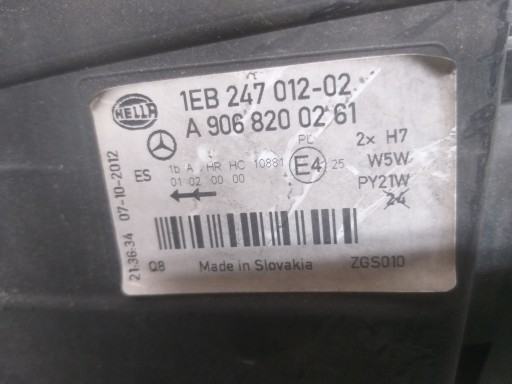 HELLA
1EB 247 012-02
A 906 820 02 61
PL
2x H7
1b A HR HC 10881 E4 25
W5W
ES
01 02 00 00
PY21W
24
21:36:34 07-10-2012
Q8 Made in Slovakia ZGS010